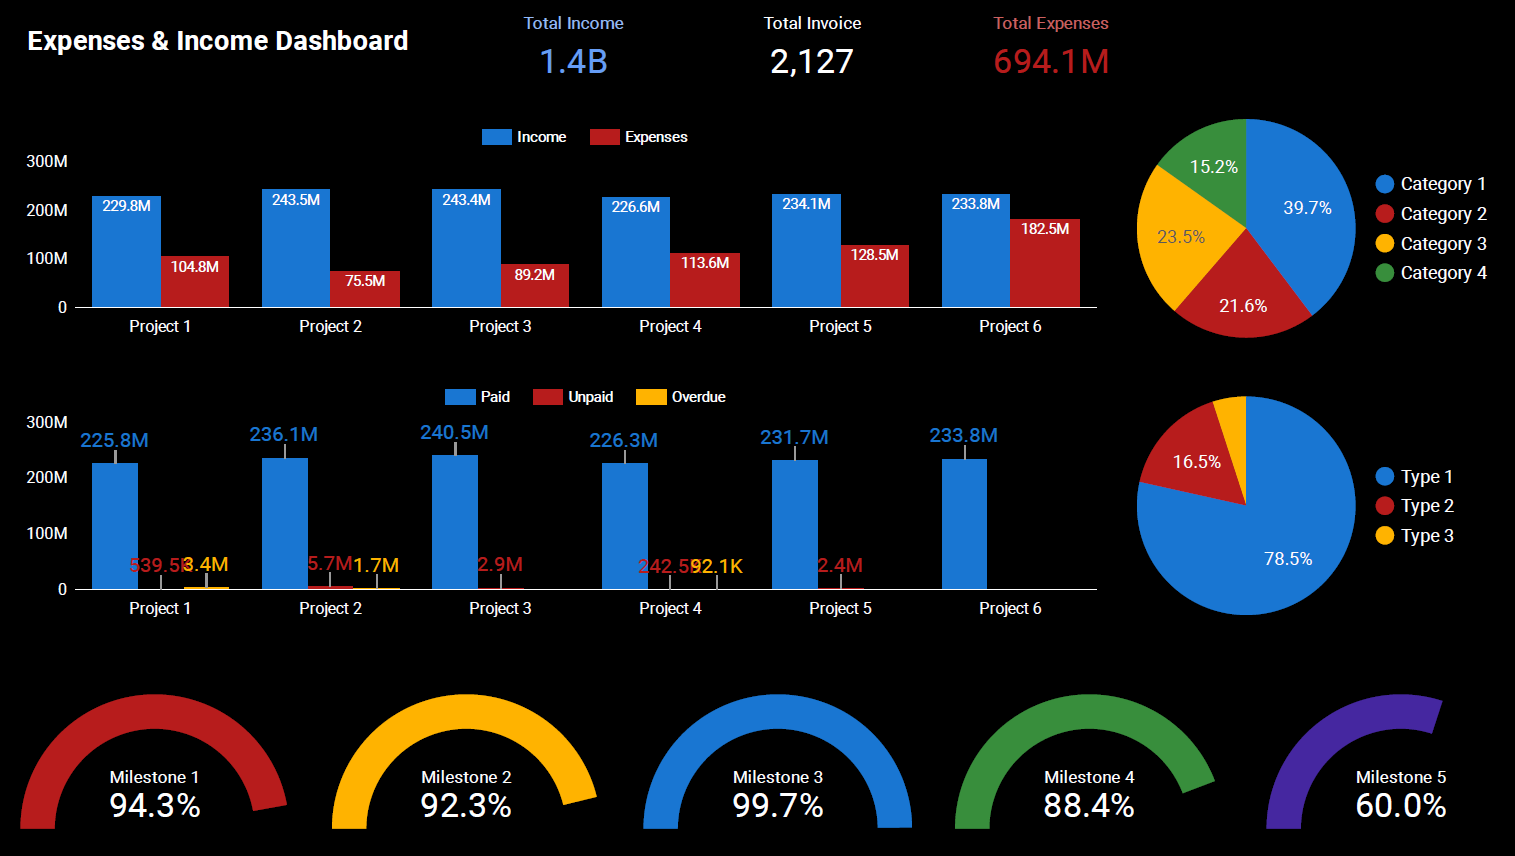 Expenses & Income Dashboard
Total Income
1.4B
Total Invoice
2,127
Total Expenses
694.1M
Income
Expenses
300M
200M
100M
0
229.8M
104.8M
243.5M
75.5M
243.4M
89.2M
226.6M
113.6M
234.1M
128.5M
233.8M
182.5M
Project 1
Project 2
Project 3
Project 4
Project 5
Project 6
39.7%
21.6%
23.5%
15.2%
Category 1
Category 2
Category 3
Category 4
Paid
Unpaid
Overdue
300M
200M
100M
0
225.8M
539.5K
3.4M
236.1M
5.7M
1.7M
240.5M
2.9M
226.3M
242.5K
92.1K
231.7M
2.4M
233.8M
Project 1
Project 2
Project 3
Project 4
Project 5
Project 6
78.5%
16.5%
Type 1
Type 2
Type 3
Milestone 1
94.3%
Milestone 2
92.3%
Milestone 3
99.7%
Milestone 4
88.4%
Milestone 5
60.0%